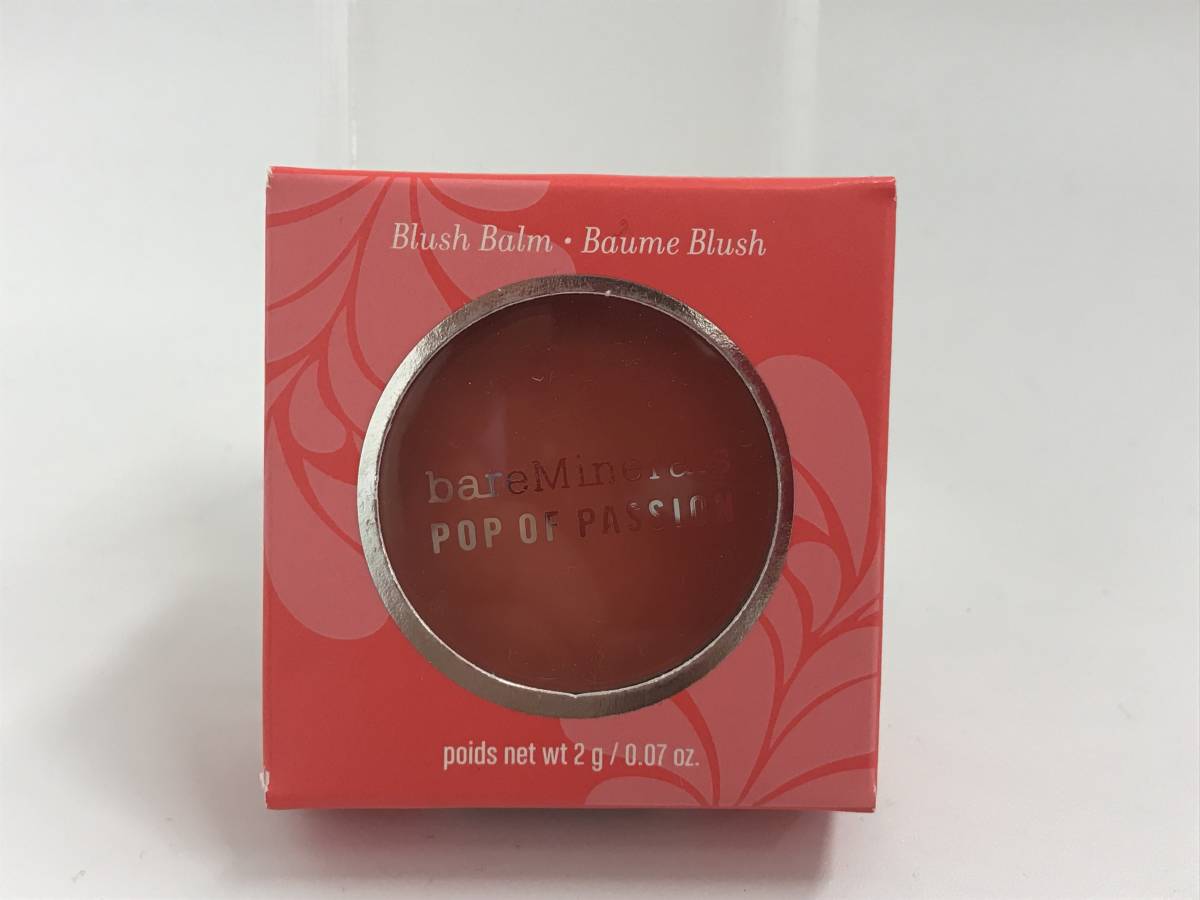 Blush Balm • Baume Blush
bareMinerals
POP OF PASSION
poids net wt 2 g / 0.07 oz.